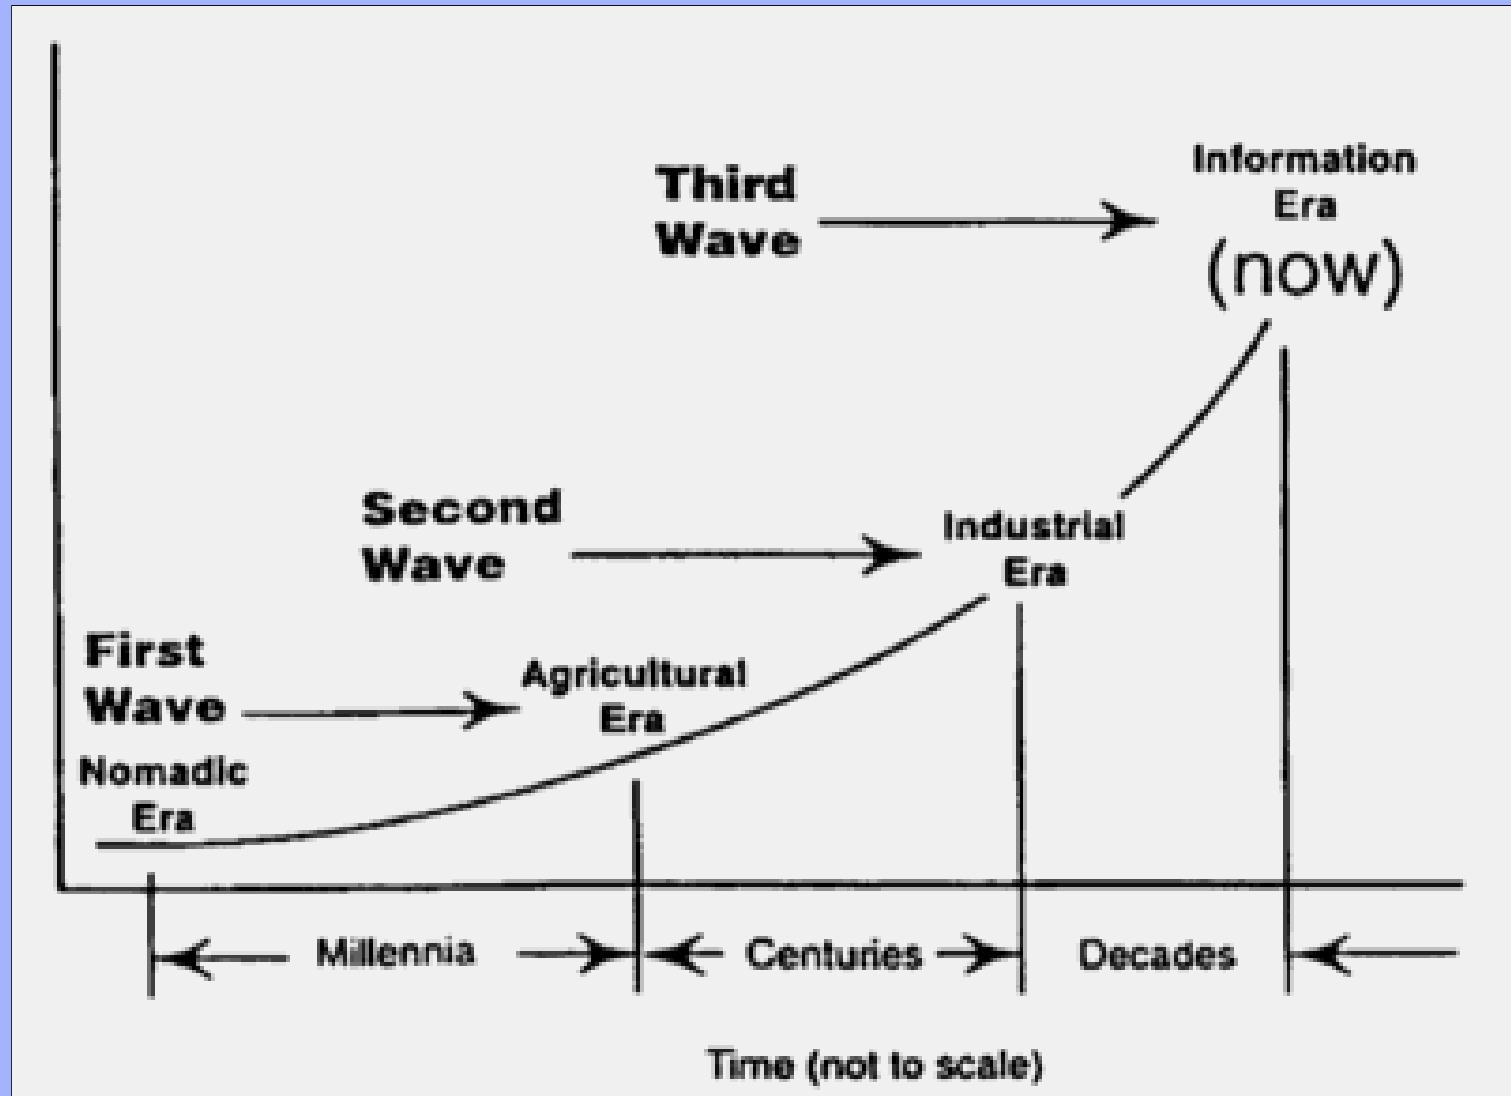 Third
Wave
Information
Era
(now)
Second
Wave
Industrial
Era
First
Wave
Agricultural
Era
Nomadic
Era
Millennia
Centuries
Decades
Time (not to scale)